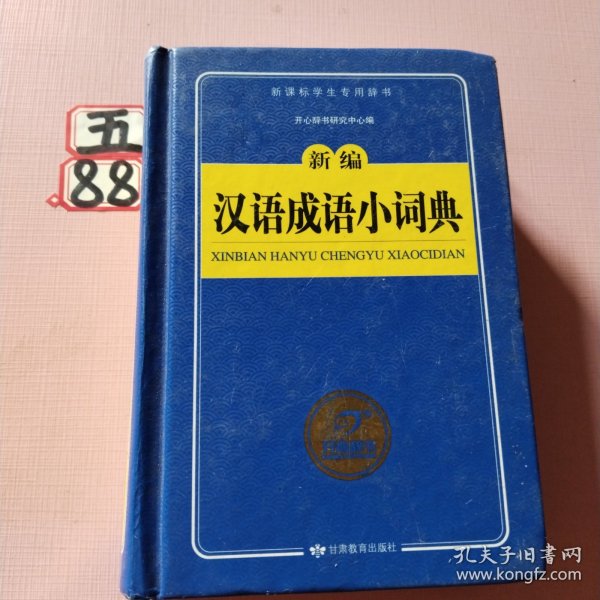 新课标学生专用辞书
开心辞书研究中心编
新编
汉语成语小词典
XINBIAN HANYU CHENGYU XIAOCIDIAN
五
88
甘肃教育出版社
孔夫子旧书网
www.kongfz.com